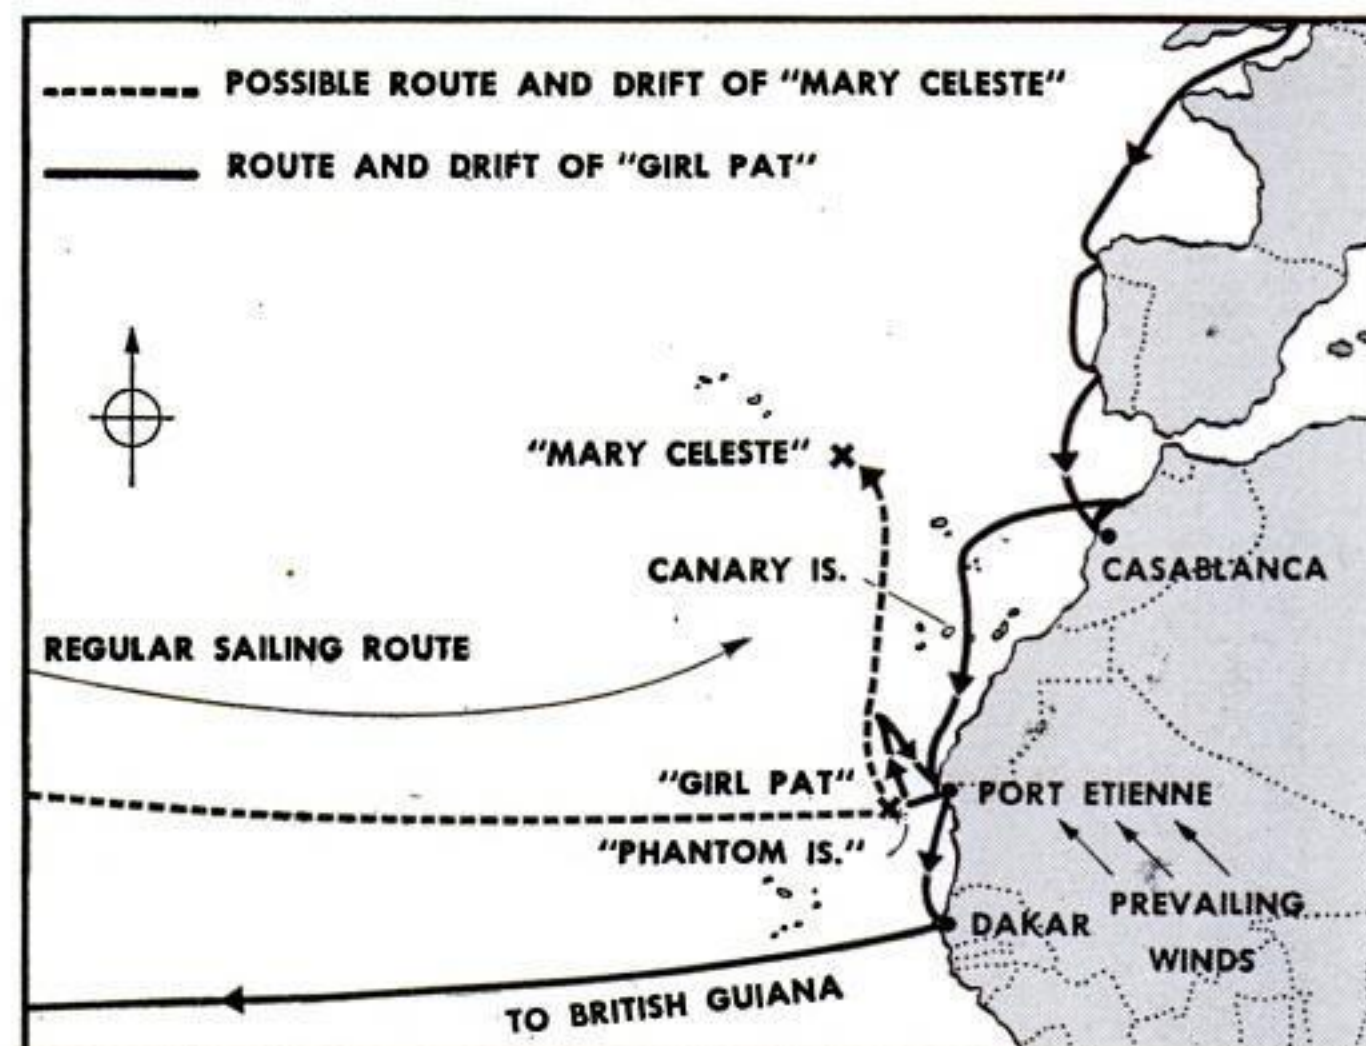 POSSIBLE ROUTE AND DRIFT OF "MARY CELESTE"
ROUTE AND DRIFT OF "GIRL PAT"
"MARY CELESTE"
CANARY IS.
CASABLANCA
REGULAR SAILING ROUTE
"GIRL PAT"
PORT ETIENNE
"PHANTOM IS."
PREVAILING
WINDS
DAKAR
TO BRITISH GUIANA